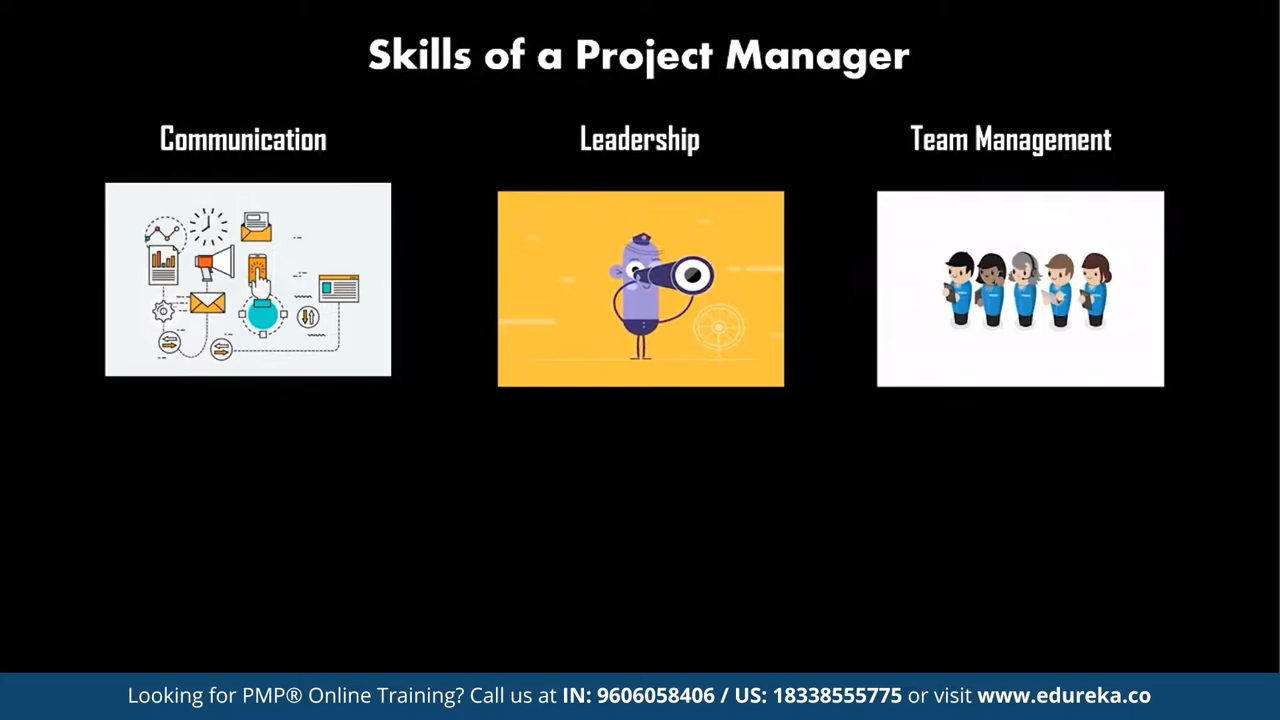 Skills of a Project Manager
Communication
Leadership
Team Management
Looking for PMP® Online Training? Call us at IN: 9606058406 / US: 18338555775 or visit www.edureka.co